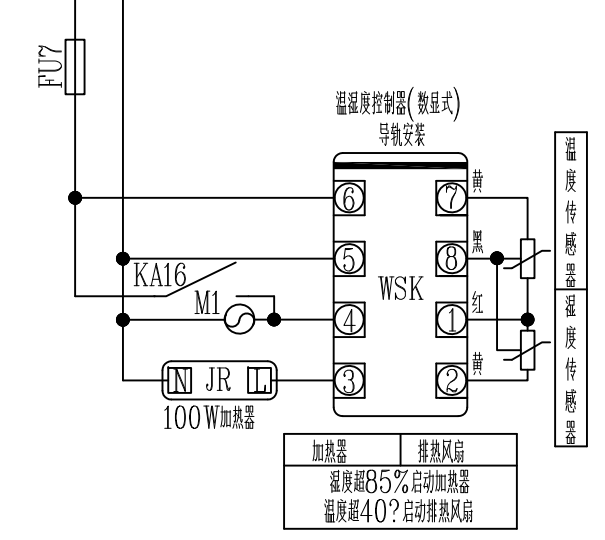 FU7
温湿度控制器(数显式)
导轨安装
6
7
黄
5
8
黑
KA16
M1
WSK
4
1
红
3
2
黄
N JR L
100W加热器
温度传感器
湿度传感器
加热器 排热风扇
湿度超85%启动加热器
温度超40?启动排热风扇